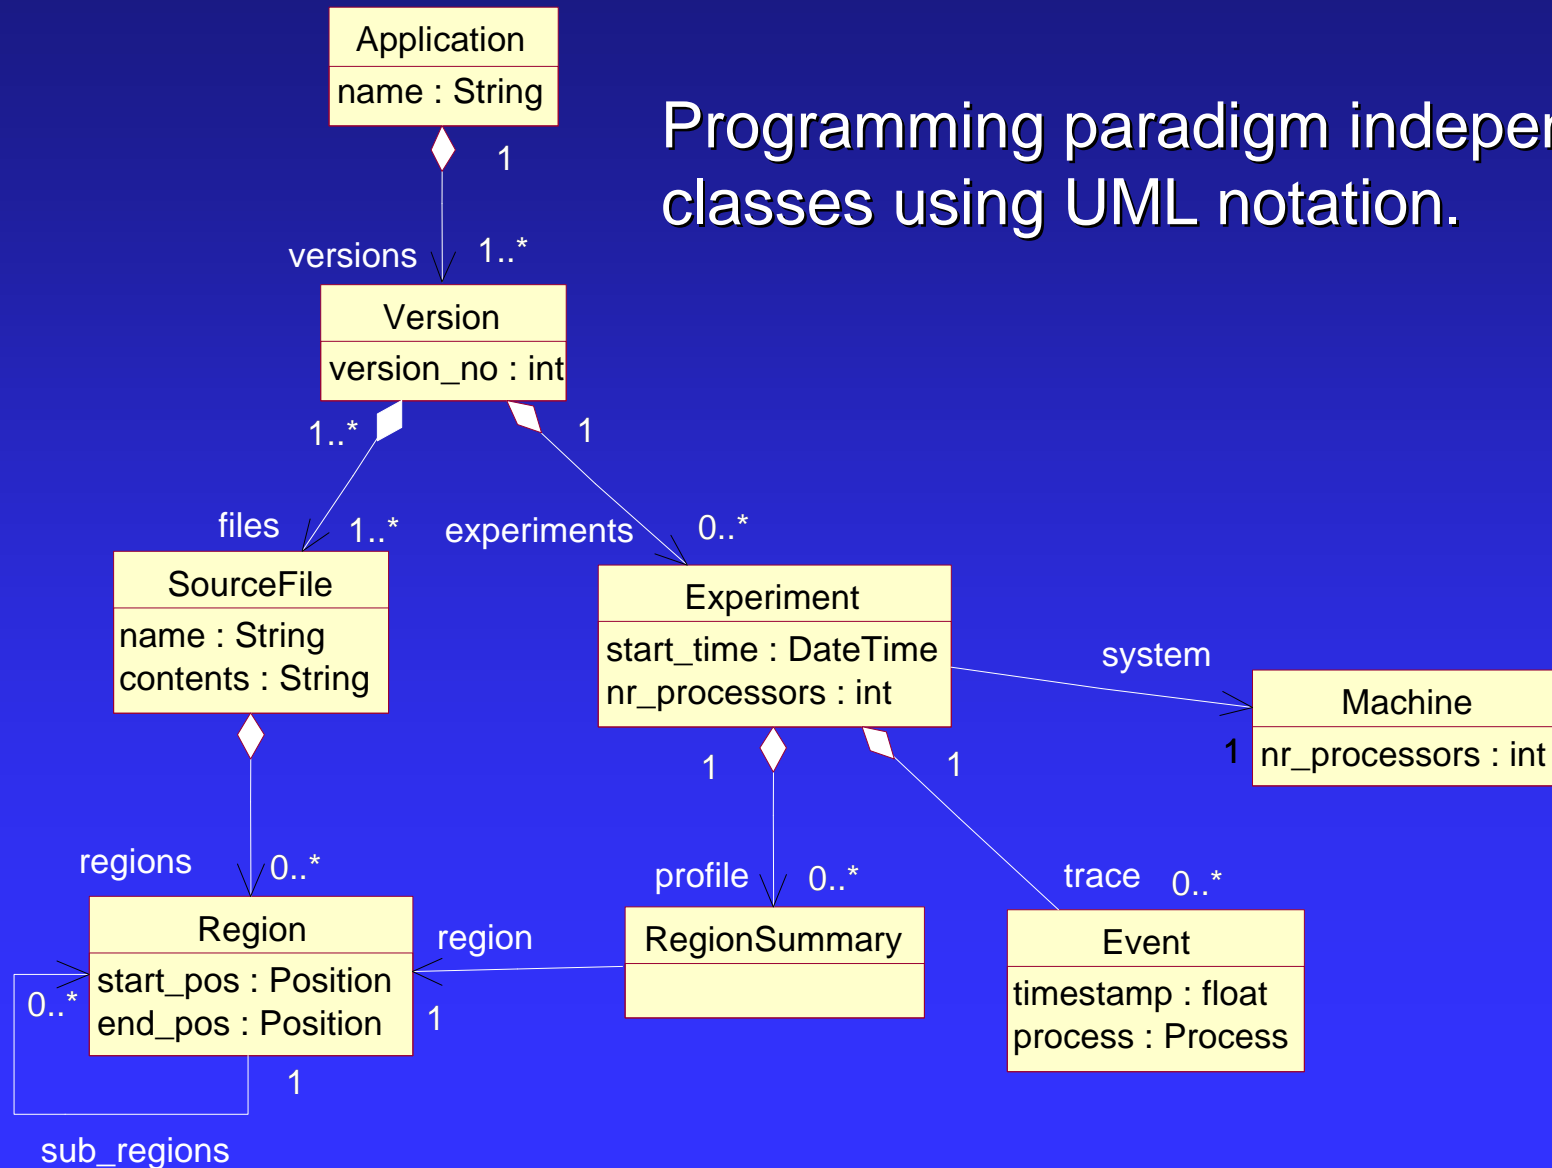 Application
name : String
Programming paradigm
classes using UML notation.
1
versions
1..*
Version
version_no : int
1..*
1
files
1..*
experiments
0..*
SourceFile
name : String
contents : String
Experiment
start_time : DateTime
nr_processors : int
system
1
Machine
nr_processors : int
1
1
regions
0..*
profile
0..*
trace
0..*
Region
start_pos : Position
end_pos : Position
region
1
RegionSummary
Event
timestamp : float
process : Process
0..*
1
sub_regions